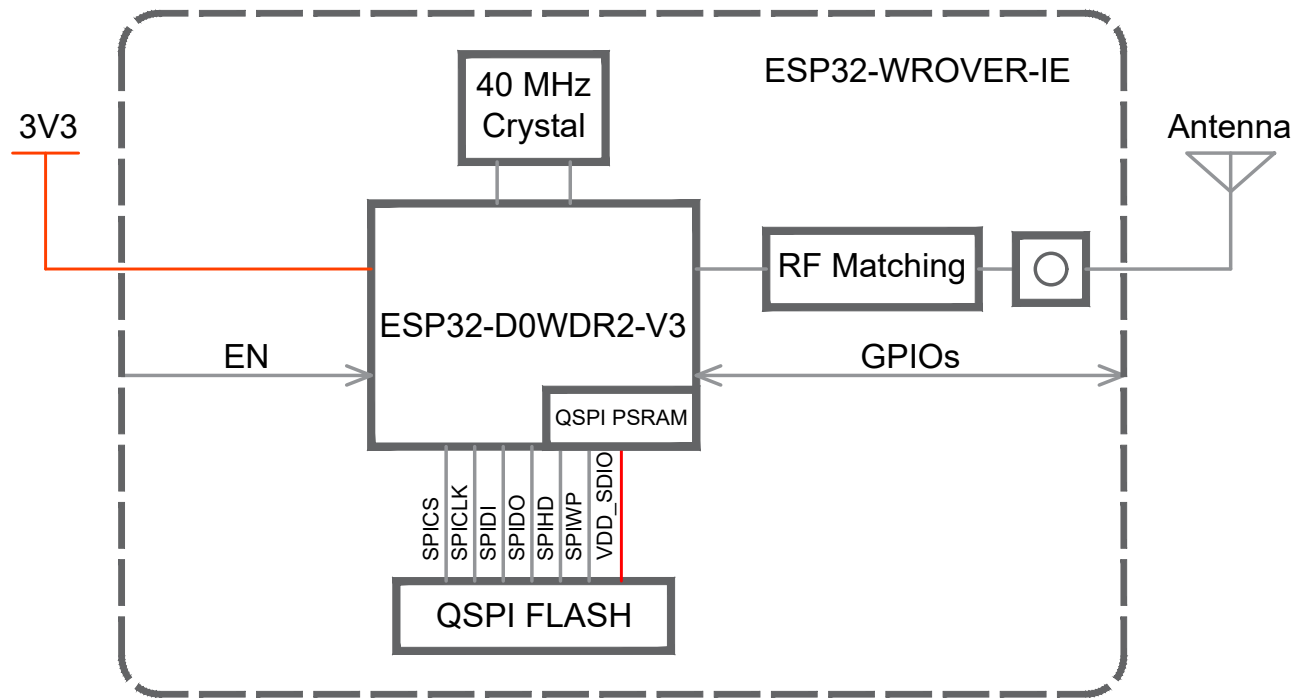 ESP32-WROVER-IE
40 MHz
Crystal
3V3
Antenna
RF Matching
ESP32-D0WDR2-V3
EN
GPIOs
QSPI PSRAM
SPICS
SPICLK
SPIDI
SPIDO
SPIHD
SPIWP
VDD_SDIO
QSPI FLASH